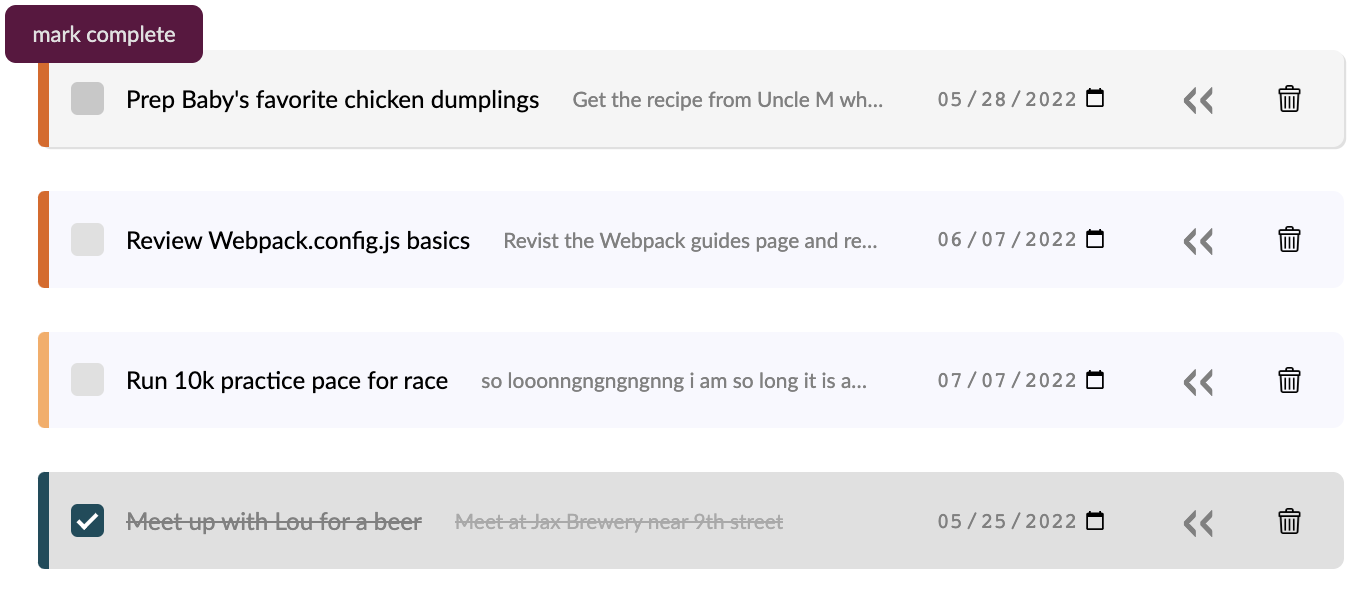 mark complete
Prep Baby's favorite chicken dumplings Get the recipe from Uncle M wh... 05/28/2022
Review Webpack.config.js basics Revist the Webpack guides page and re... 06/07/2022
Run 10k practice pace for race so looonngngngngnng i am so long it is a... 07/07/2022
Meet up with Lou for a beer Meet at Jax Brewery near 9th street 05/25/2022